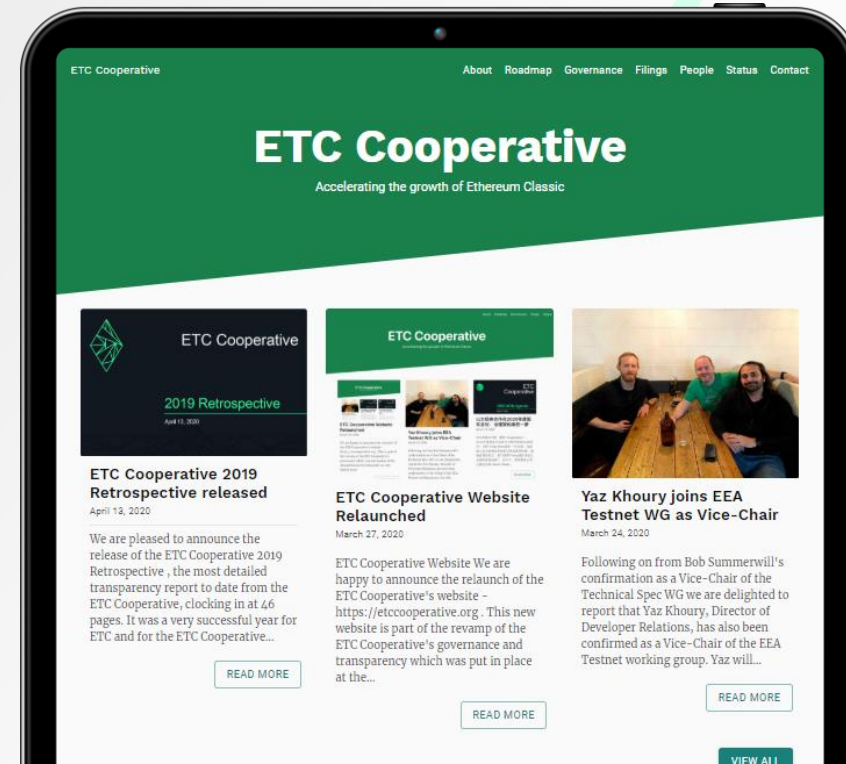 ETC Cooperative
About Roadmap Governance Filings People Status Contact
ETC Cooperative
Accelerating the growth of Ethereum Classic
ETC Cooperative
2019 Retrospective
April 13, 2020
ETC Cooperative 2019
Retrospective released
April 13, 2020
We are pleased to announce the
release of the ETC Cooperative 2019
Retrospective , the most detailed
transparency report to date from the
ETC Cooperative, clocking in at 46
pages. It was a very successful year for
ETC and for the ETC Cooperative...
READ MORE
ETC Cooperative
ETC Cooperative Website
Relaunched
March 27, 2020
ETC Cooperative Website We are
happy to announce the relaunch of the
ETC Cooperative's website -
https://etccooperative.org . This new
website is part of the revamp of the
ETC Cooperative's governance and
transparency which was put in place
at the...
READ MORE
Yaz Khoury joins EEA
Testnet WG as Vice-Chair
March 24, 2020
Following on from Bob Summerwill's
confirmation as a Vice-Chair of the
Technical Spec WG we are delighted to
report that Yaz Khoury, Director of
Developer Relations, has also been
confirmed as a Vice-Chair of the EEA
Testnet working group. Yaz will...
READ MORE
VIEW ALL